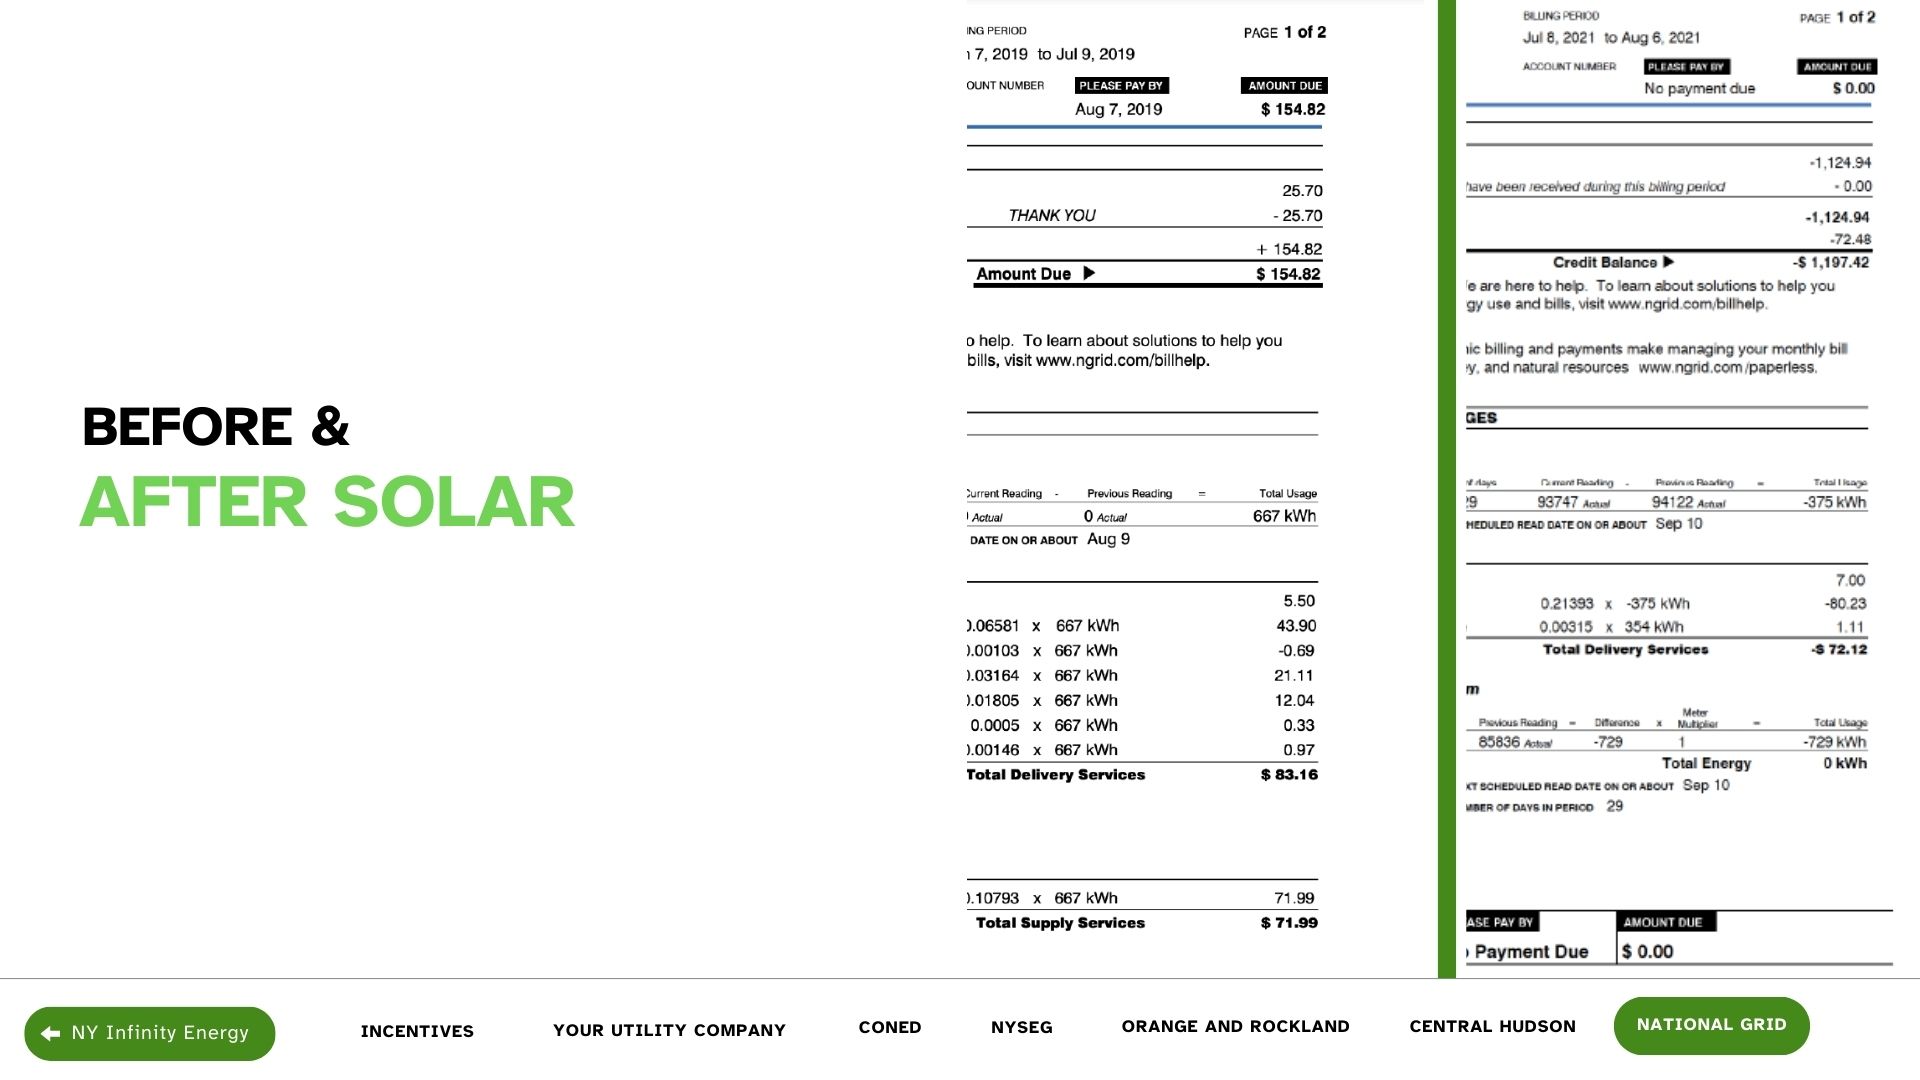 BEFORE &
AFTER SOLAR
PERIOD
PAGE 1 of 2
7, 2019 to Jul 9, 2019
NUMBER PLEASE PAY BY AMOUNT DUE
Aug 7, 2019 $ 154.82
25.70
THANK YOU - 25.70
+ 154.82
Amount Due $ 154.82
help. To learn about solutions to help you
bills, visit www.ngrid.com/billhelp.
Current Reading - Previous Reading = Total Usage
Actual 0 Actual 667 kWh
DATE ON OR ABOUT Aug 9
5.50
.06581 x 667 kWh 43.90
.00103 x 667 kWh -0.69
.03164 x 667 kWh 21.11
.01805 x 667 kWh 12.04
0.0005 x 667 kWh 0.33
.00146 x 667 kWh 0.97
Total Delivery Services $ 83.16
.10793 x 667 kWh 71.99
Total Supply Services $ 71.99
BILLING PERIOD PAGE 1 of 2
Jul 8, 2021 to Aug 6, 2021
ACCOUNT NUMBER PLEASE PAY BY AMOUNT DUE
No payment due $ 0.00
-1,124.94
have been received during this billing period - 0.00
-1,124.94
-72.48
Credit Balance -$ 1,197.42
are here to help. To learn about solutions to help you
use and bills, visit www.ngrid.com/billhelp.
billing and payments make managing your monthly bill
and natural resources www.ngrid.com/paperless.
GES
of days Current Reading - Previous Reading = Total Usage
93747 Actual 94122 Actual -375 kWh
HEDULED READ DATE ON OR ABOUT Sep 10
7.00
0.21393 x -375 kWh -80.23
0.00315 x 354 kWh 1.11
Total Delivery Services -$ 72.12
m
Previous Reading = Difference x Meter Multiplier = Total Usage
85836 Actual -729 1 -729 kWh
Total Energy 0 kWh
XT SCHEDULED READ DATE ON OR ABOUT Sep 10
MBER OF DAYS IN PERIOD 29
ASE PAY BY AMOUNT DUE
Payment Due $ 0.00
NY Infinity Energy INCENTIVES YOUR UTILITY COMPANY CONED NYSEG ORANGE AND ROCKLAND CENTRAL HUDSON NATIONAL GRID